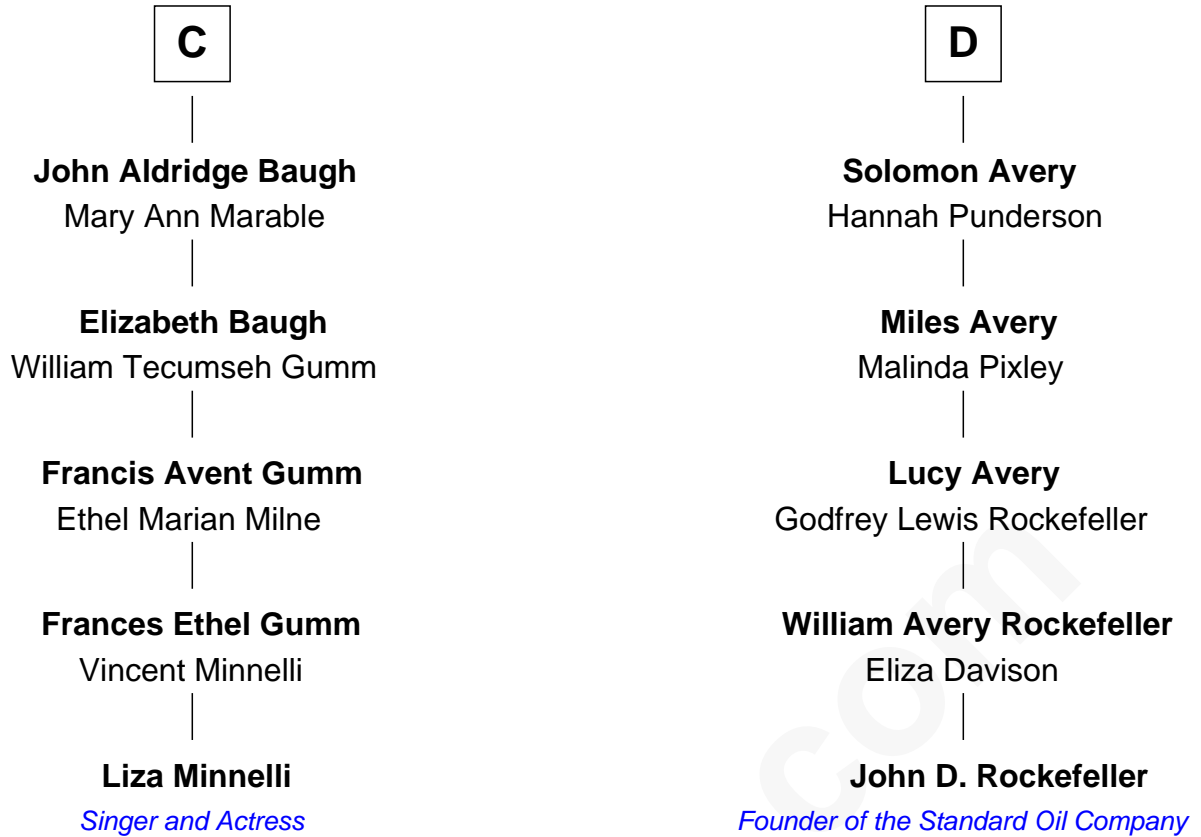 C
John Aldridge Baugh
Mary Ann Marable
Elizabeth Baugh
William Tecumseh Gumm
Francis Avent Gumm
Ethel Marian Milne
Frances Ethel Gumm
Vincent Minnelli
Liza Minnelli
Singer and Actress
D
Solomon Avery
Hannah Punderson
Miles Avery
Malinda Pixley
Lucy Avery
Godfrey Lewis Rockefeller
William Avery Rockefeller
Eliza Davison
John D. Rockefeller
Founder of the Standard Oil Company
com